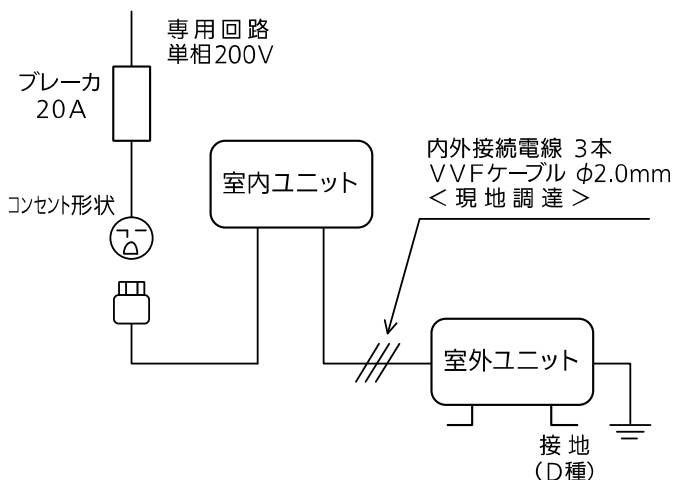 専用回路
単相200V
ブレーカ
20A
コンセント形状
室内ユニット
内外接続電線 3本
VVFケーブル φ2.0mm
<現地調達>
室外ユニット
接地
(D種)